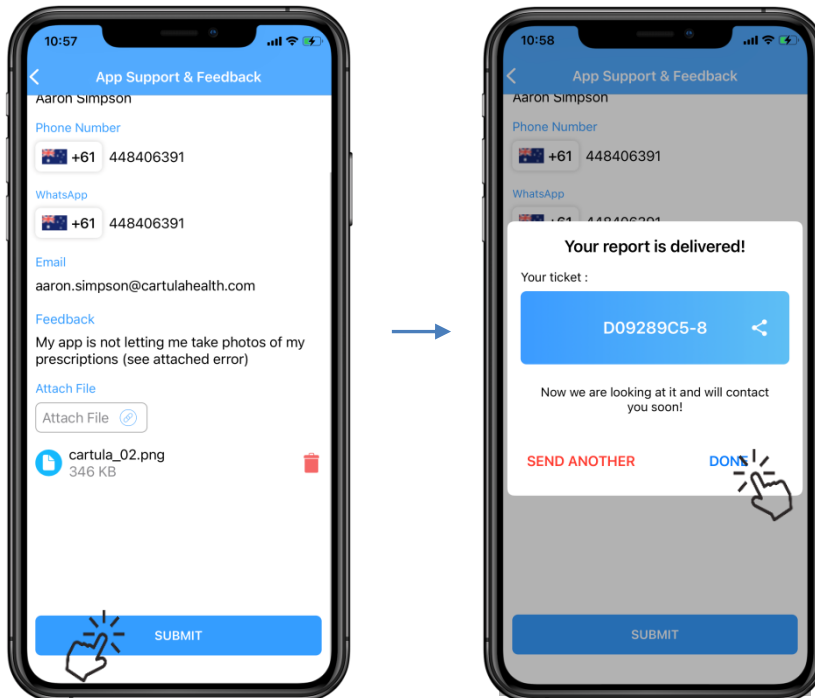 10:57
App Support & Feedback
Aaron Simpson
Phone Number
+61 448406391
WhatsApp
+61 448406391
Email
aaron.simpson@cartulahealth.com
Feedback
My app is not letting me take photos of my
prescriptions (see attached error)
Attach File
Attach File
cartula_02.png
346 KB
SUBMIT
10:58
App Support & Feedback
Aaron Simpson
Phone Number
+61 448406391
WhatsApp
+61 448406391
Your report is delivered!
Your ticket :
D09289C5-8
Now we are looking at it and will contact
you soon!
SEND ANOTHER DONE
SUBMIT